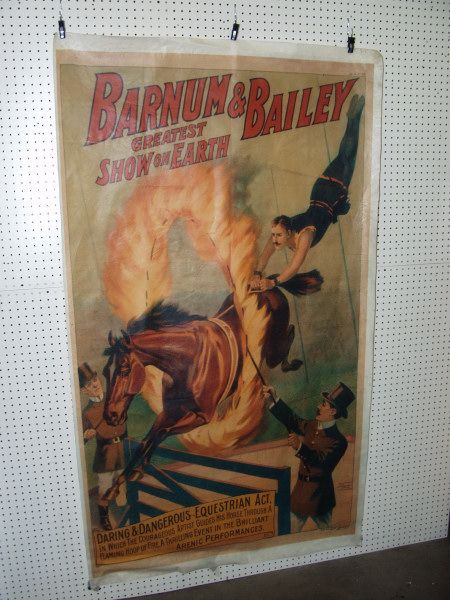 BARNUM & BAILEY
GREATEST
SHOW ON EARTH
DARING & DANGEROUS EQUESTRIAN ACT,
IN WHICH THE COURAGEOUS ARTIST GUIDES HIS HORSE THROUGH A
FLAMING HOOP OF FIRE. A THRILLING EVENT IN THE BRILLIANT
ARENIC PERFORMANCES.